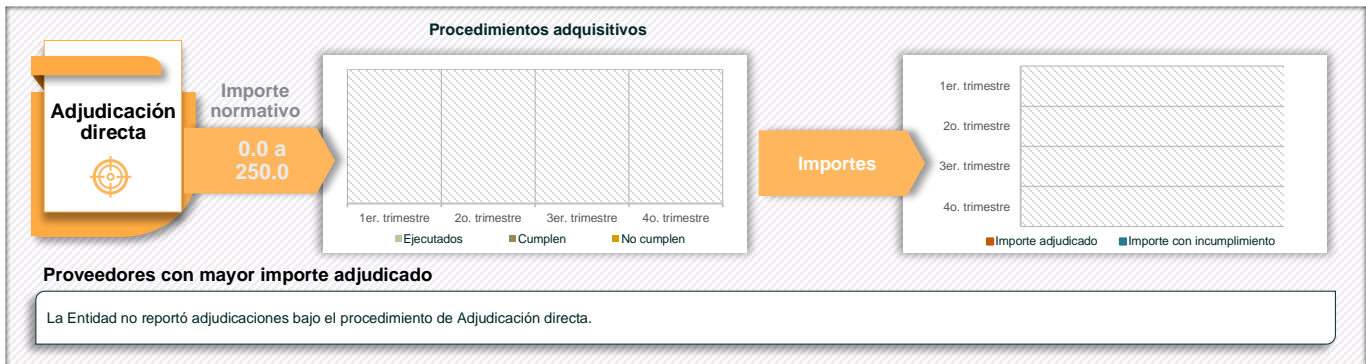 Procedimientos adquisitivos
Adjudicación
directa
Importe
normativo
0.0 a
250.0
1er. trimestre
2o. trimestre
3er. trimestre
4o. trimestre
Ejecutados
Cumplen
No cumplen
Importes
1er. trimestre
2o. trimestre
3er. trimestre
4o. trimestre
Importe adjudicado
Importe con incumplimiento
Proveedores con mayor importe adjudicado
La Entidad no reportó adjudicaciones bajo el procedimiento de Adjudicación directa.